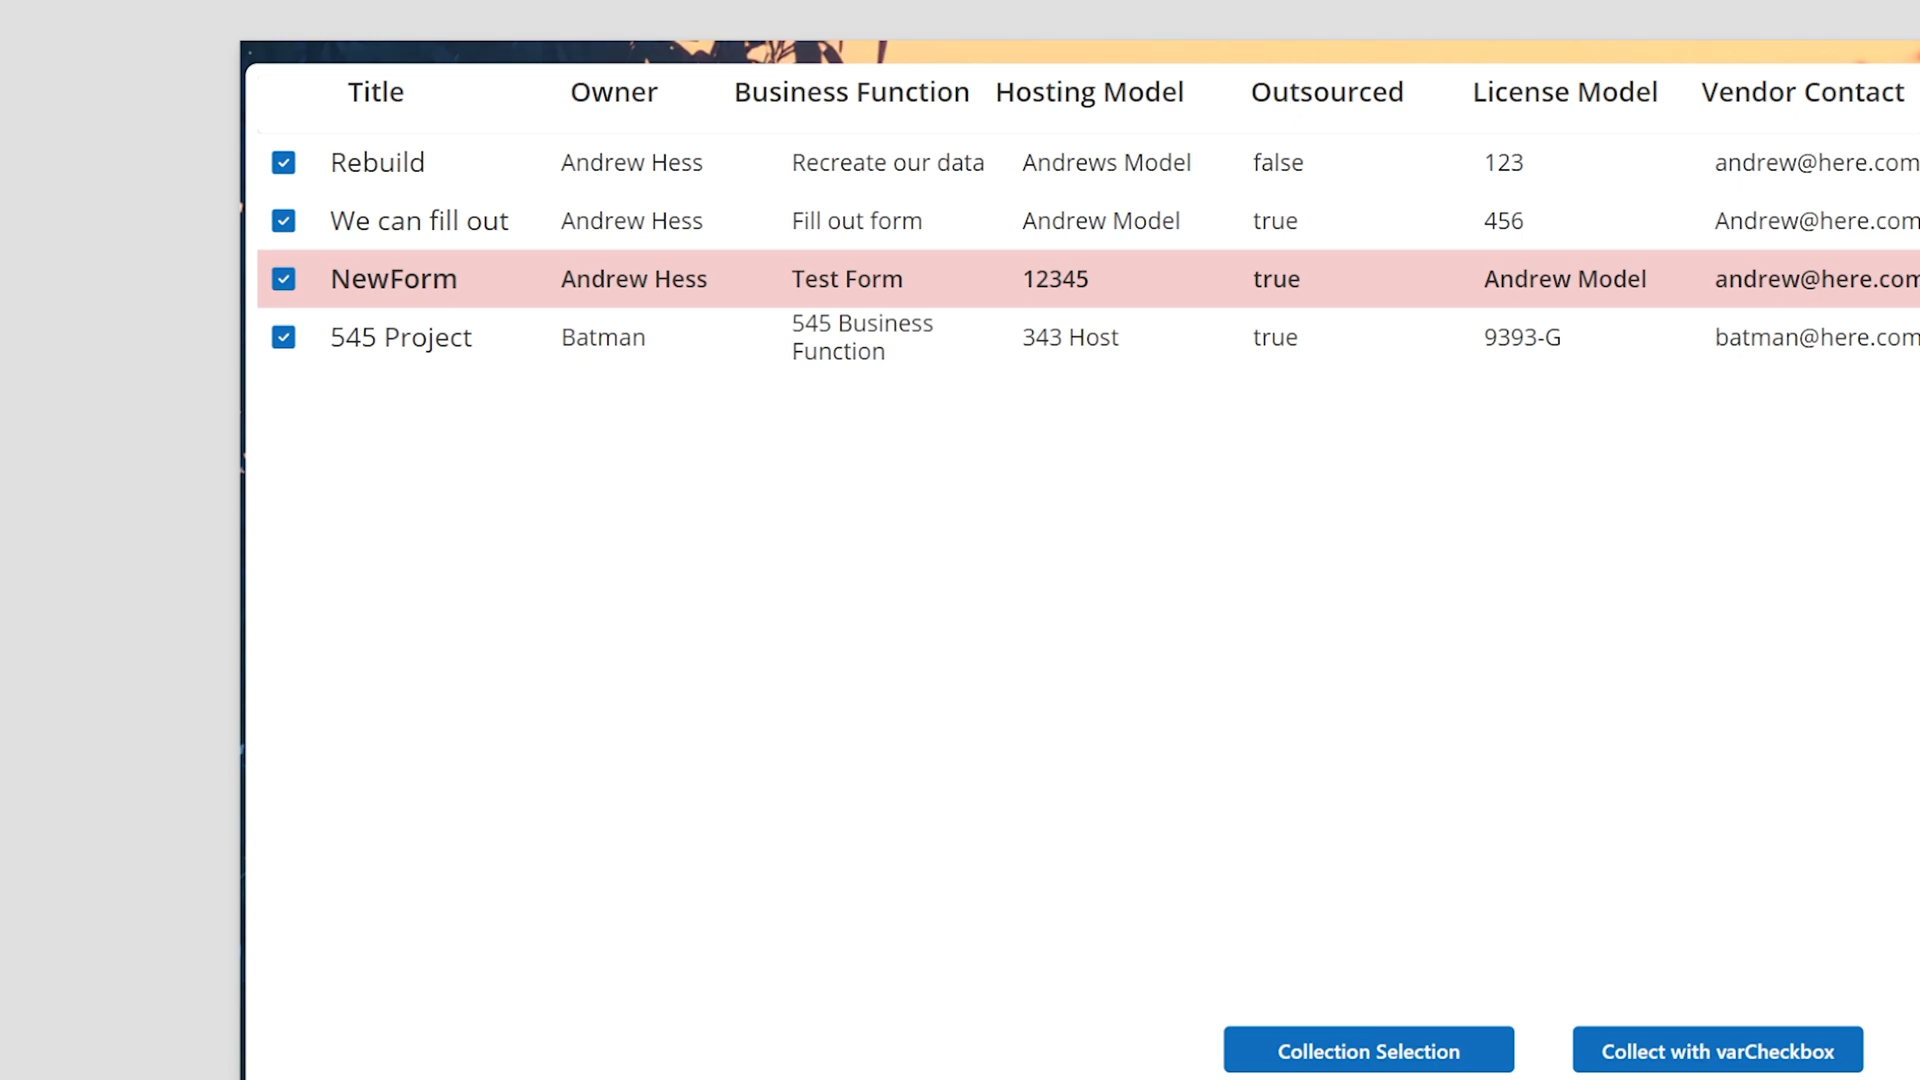 Title Owner Business Function Hosting Model Outsourced License Model Vendor Contact
Rebuild Andrew Hess Recreate our data Andrews Model false 123 andrew@here.com
We can fill out Andrew Hess Fill out form Andrew Model true 456 Andrew@here.com
NewForm Andrew Hess Test Form 12345 true Andrew Model andrew@here.com
545 Project Batman 545 Business Function 343 Host true 9393-G batman@here.com
Collection Selection Collect with varCheckbox